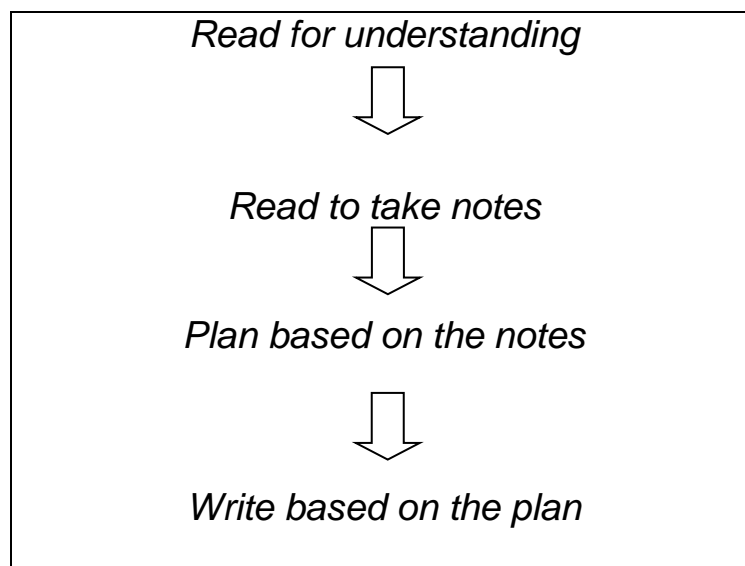 Read for understanding
Read to take notes
Plan based on the notes
Write based on the plan